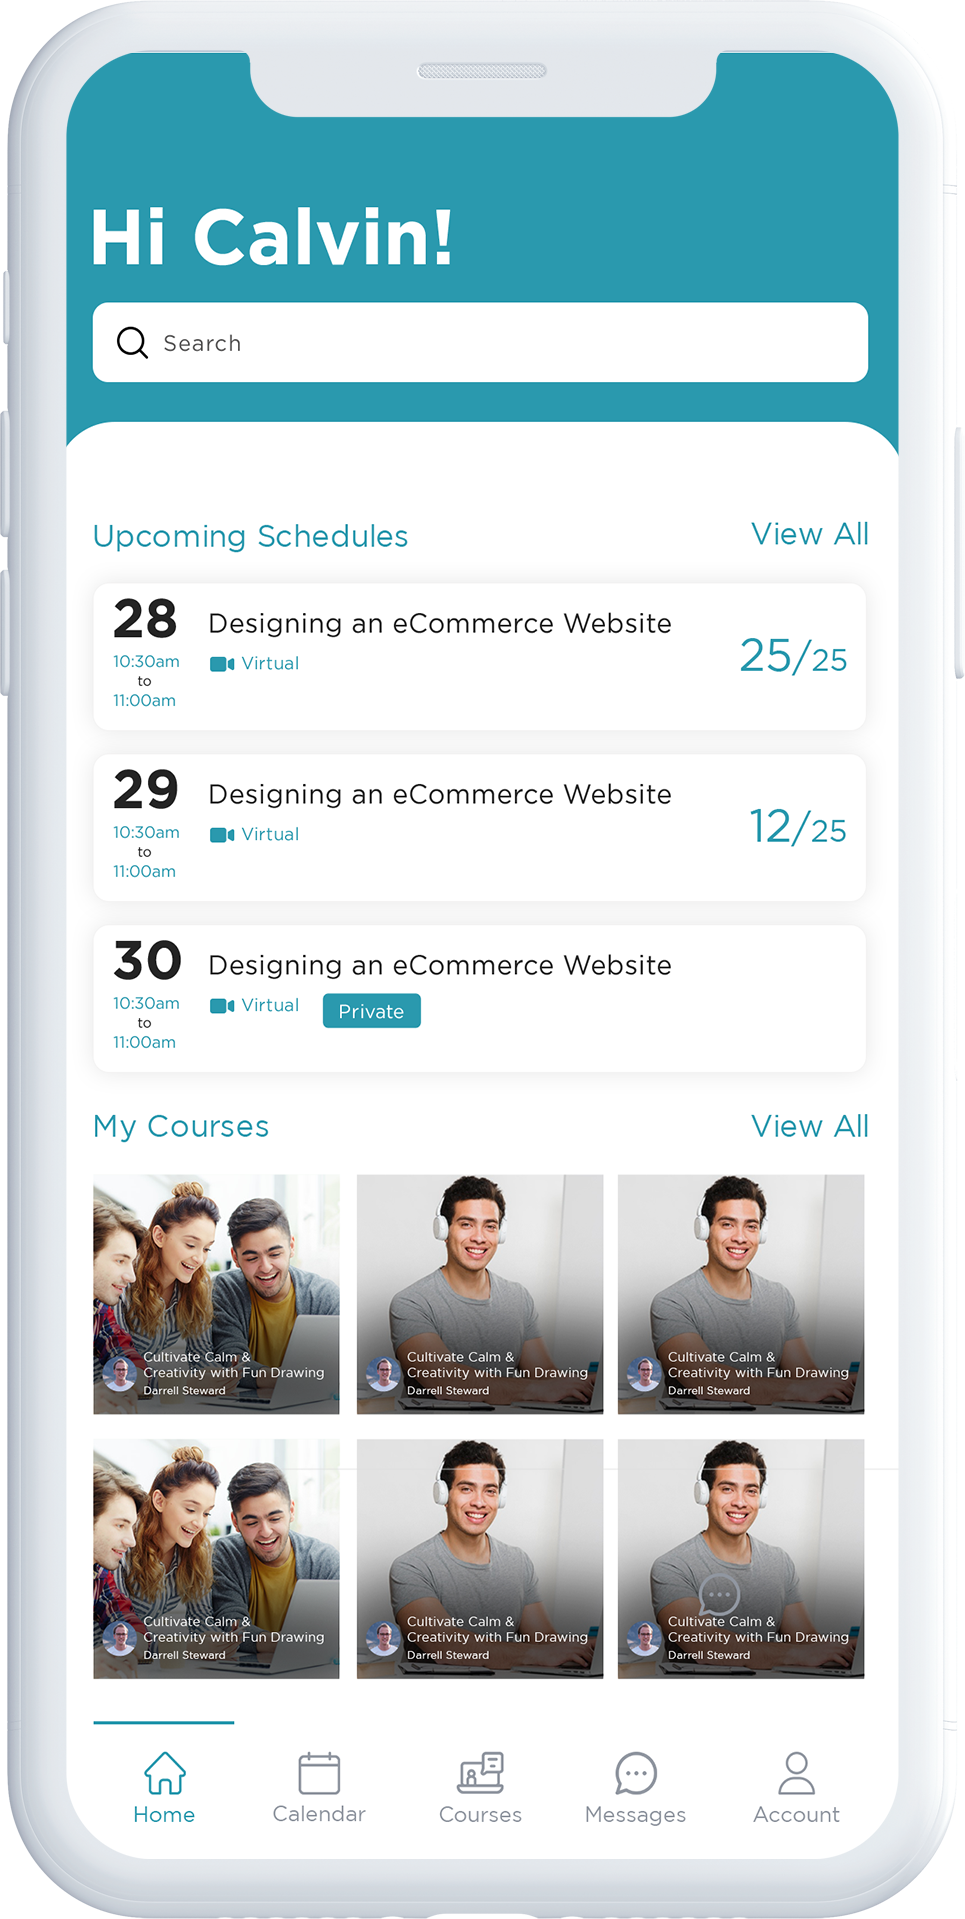 Hi Calvin!
Search
Upcoming Schedules
View All
28
Designing an eCommerce Website
10:30am
to
11:00am
Virtual
25/25
29
Designing an eCommerce Website
10:30am
to
11:00am
Virtual
12/25
30
Designing an eCommerce Website
10:30am
to
11:00am
Virtual
Private
My Courses
View All
Cultivate Calm &
Creativity with Fun Drawing
Darrell Steward
Cultivate Calm &
Creativity with Fun Drawing
Darrell Steward
Cultivate Calm &
Creativity with Fun Drawing
Darrell Steward
Cultivate Calm &
Creativity with Fun Drawing
Darrell Steward
Cultivate Calm &
Creativity with Fun Drawing
Darrell Steward
Cultivate Calm &
Creativity with Fun Drawing
Darrell Steward
Home
Calendar
Courses
Messages
Account